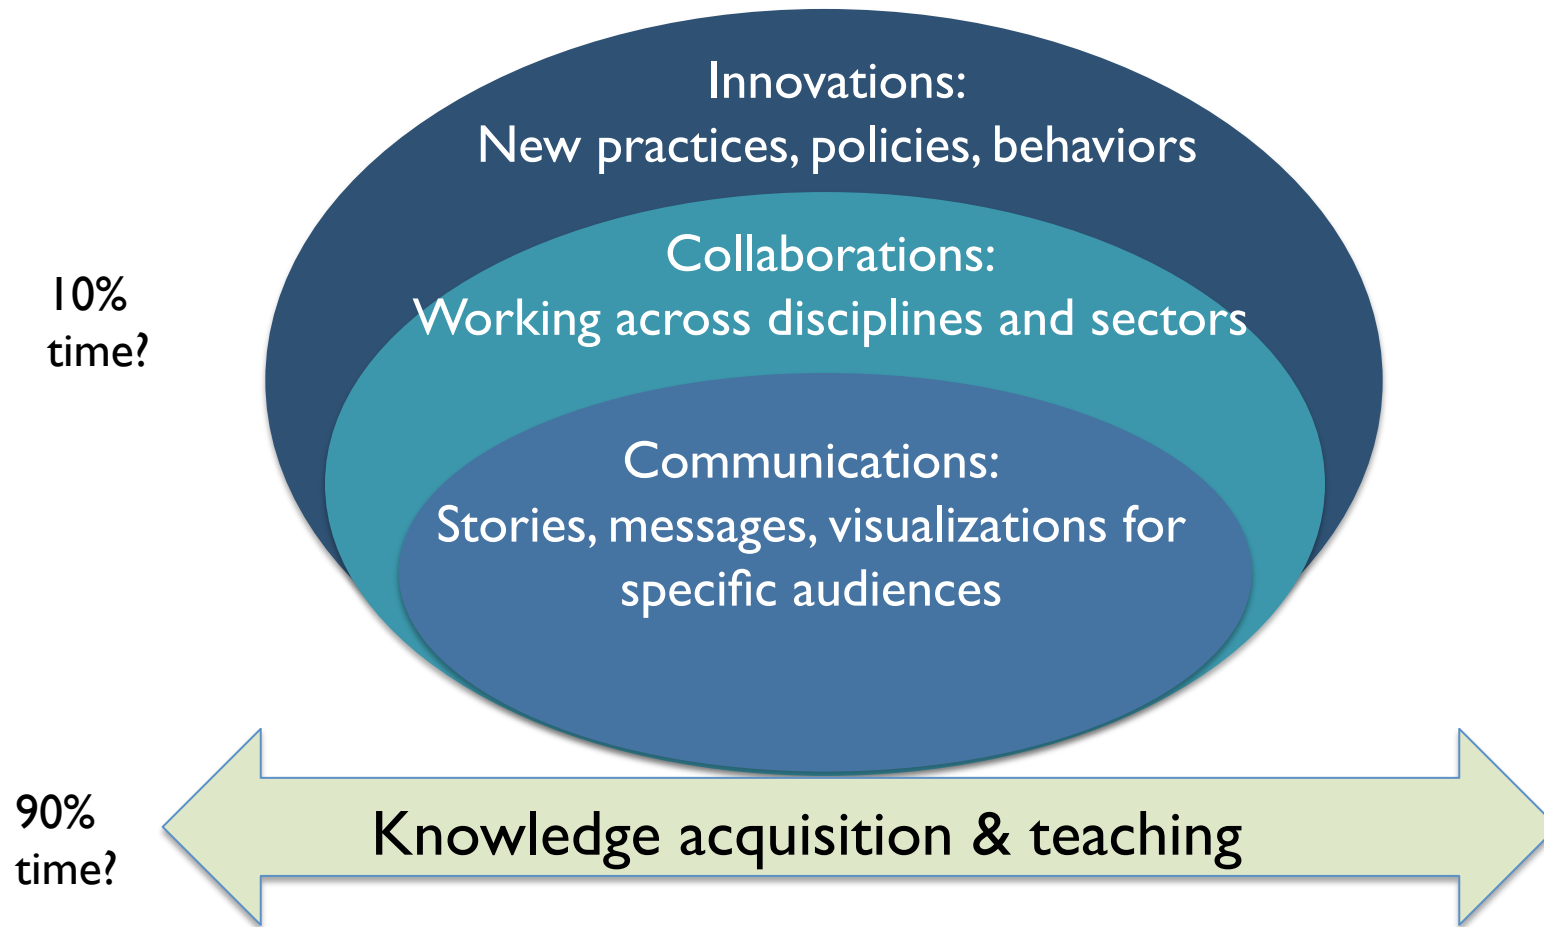 Innovations:
New practices, policies, behaviors
Collaborations:
Working across disciplines and sectors
10%
time?
Communications:
Stories, messages, visualizations for
specific audiences
90%
time?
Knowledge acquisition & teaching